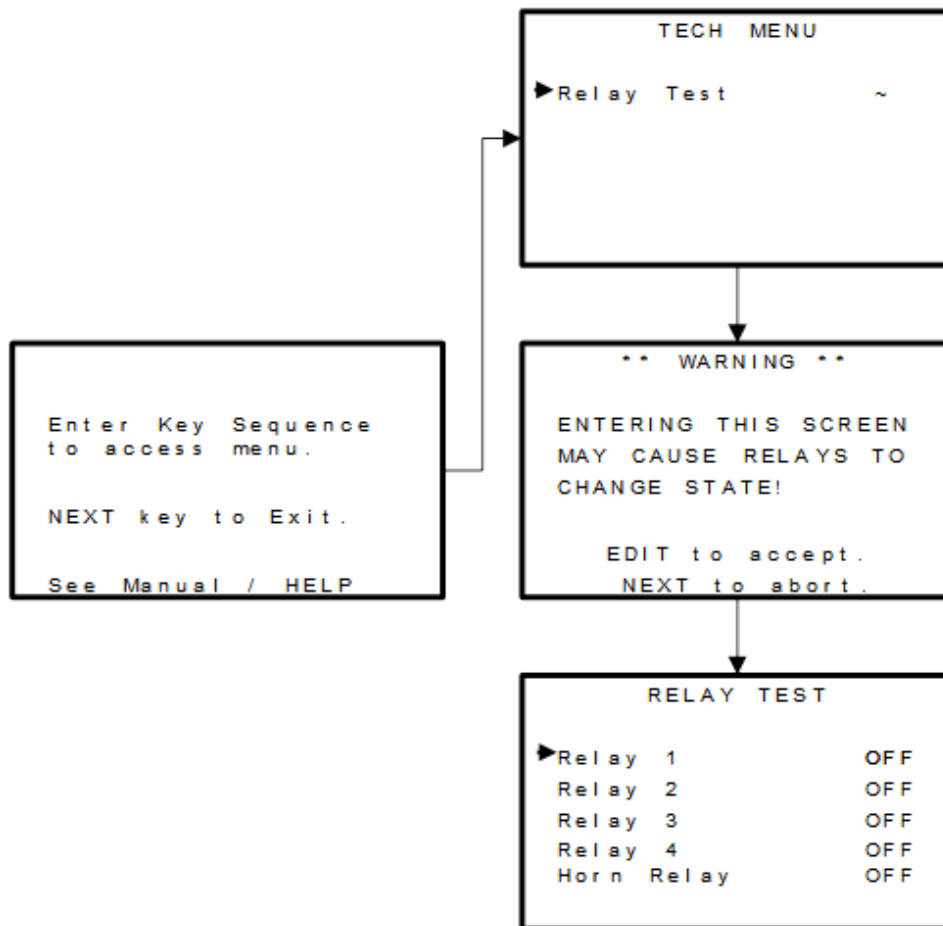 TECH MENU
Relay Test ~
Enter Key Sequence
to access menu.
NEXT key to Exit.
See Manual / HELP
** WARNING **
ENTERING THIS SCREEN
MAY CAUSE RELAYS TO
CHANGE STATE!
EDIT to accept.
NEXT to abort.
RELAY TEST
Relay 1 OFF
Relay 2 OFF
Relay 3 OFF
Relay 4 OFF
Horn Relay OFF